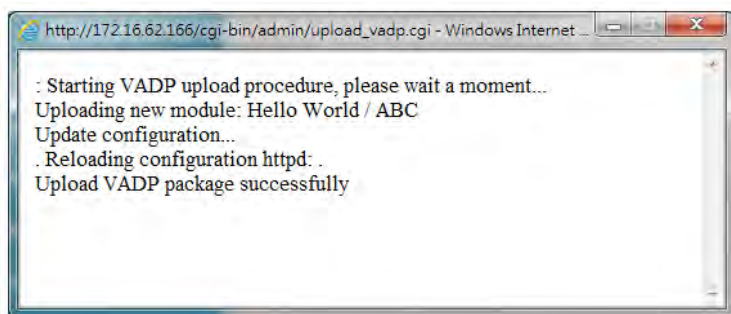 http://172.16.62.166/cgi-bin/admin/upload_vadp.cgi - Windows Internet ...
: Starting VADP upload procedure, please wait a moment...
Uploading new module: Hello World / ABC
Update configuration...
. Reloading configuration httpd: .
Upload VADP package successfully